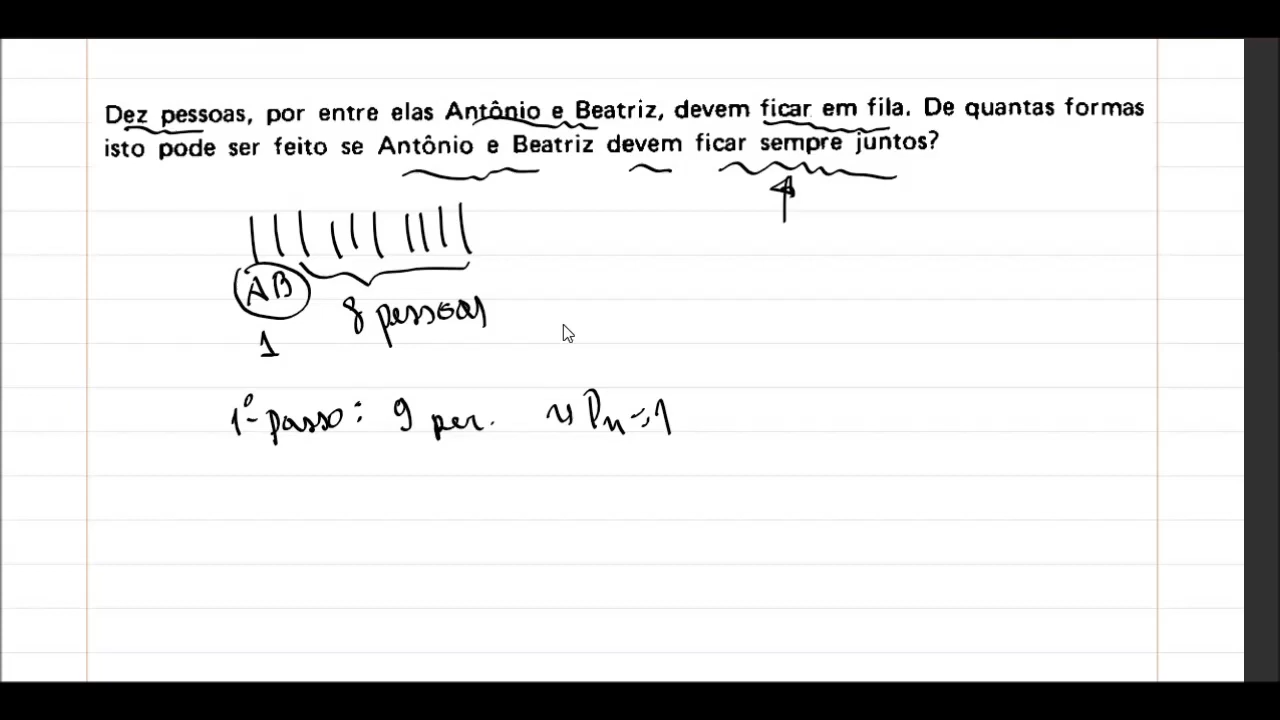 Dez pessoas, por entre elas Antônio e Beatriz, devem ficar em fila. De quantas formas
isto pode ser feito se Antônio e Beatriz devem ficar sempre juntos?
AB
8 pessoas
1
1º passo: 9 per.